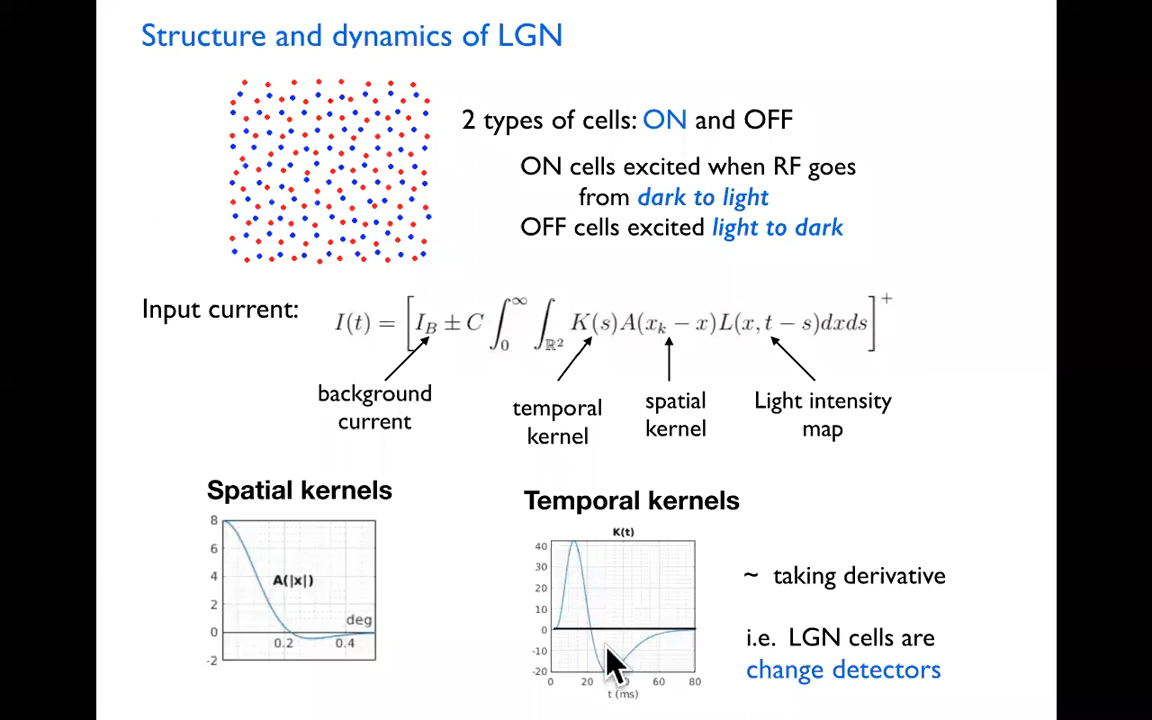 Structure and dynamics of LGN
2 types of cells: ON and OFF
ON cells excited when RF goes
from dark to light
OFF cells excited light to dark
Input current:
I(t) = [I_B ± C ∫_0^∞ ∫_{ℝ²} K(s)A(x_k − x)L(x, t − s)dxds]^+
background
current
temporal
kernel
spatial
kernel
Light intensity
map
Spatial kernels
8
6
4
2
0
-2
A(|x|)
deg
0.2 0.4
Temporal kernels
K(t)
40
30
20
10
0
-10
-20
0 20 60 80
t (ms)
~ taking derivative
i.e. LGN cells are
change detectors